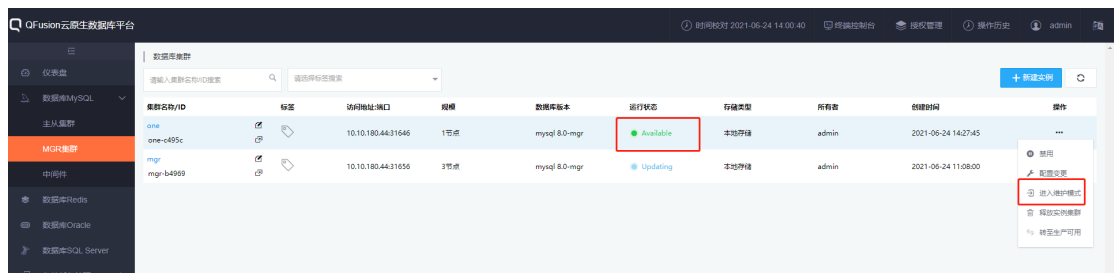 QFusion云原生数据库平台
时间校对 2021-06-24 14:00:40
终端控制台
授权管理
操作历史
admin
仪表盘
数据库MySQL
主从集群
MGR集群
中间件
数据库Redis
数据库Oracle
数据库SQL Server
数据库集群
请输入集群名称/ID搜索
请选择标签搜索
新建实例
集群名称/ID 标签 访问地址:端口 规模 数据库版本 运行状态 存储类型 所有者 创建时间 操作
one
one-c495c
10.10.180.44:31646 1节点 mysql 8.0-mgr Available 本地存储 admin 2021-06-24 14:27:45 ...
mgr
mgr-b4969
10.10.180.44:31656 3节点 mysql 8.0-mgr Updating 本地存储 admin 2021-06-24 11:08:00
禁用
配置变更
进入维护模式
释放实例集群
转至生产可用